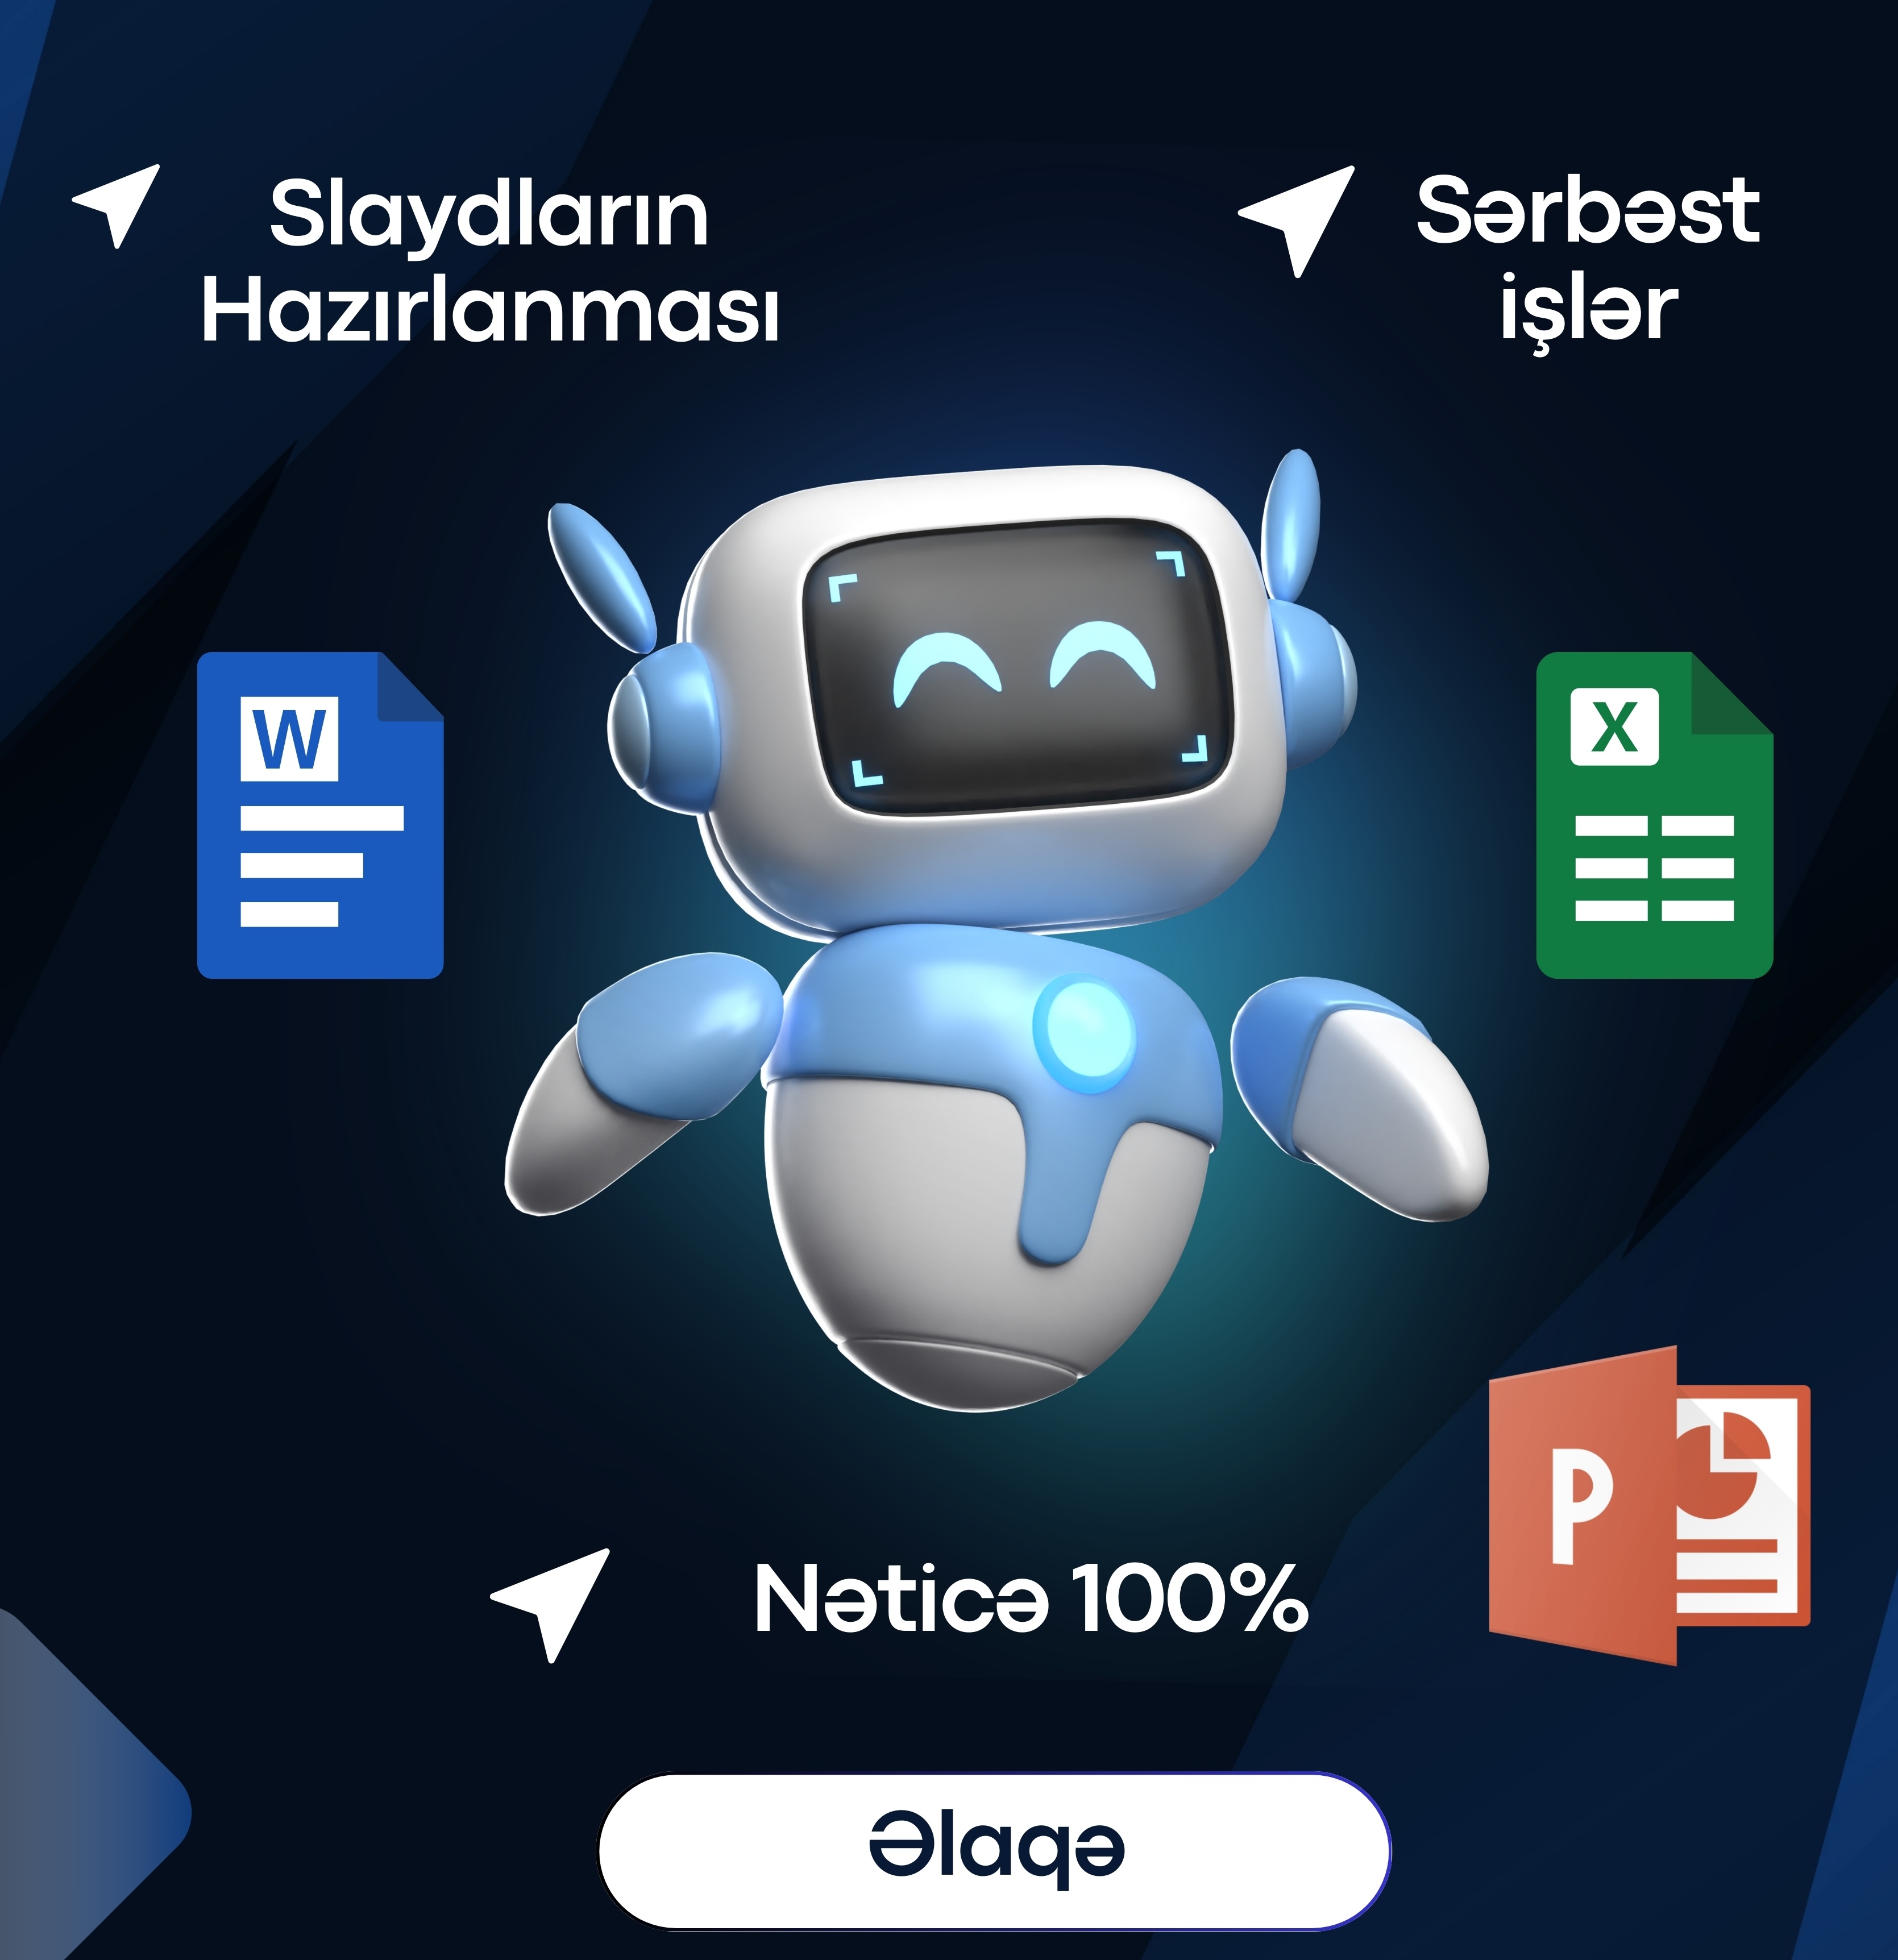 Slaydların
Hazırlanması
Sərbəst
işlər
W
X
P
Nəticə 100%
Əlaqə